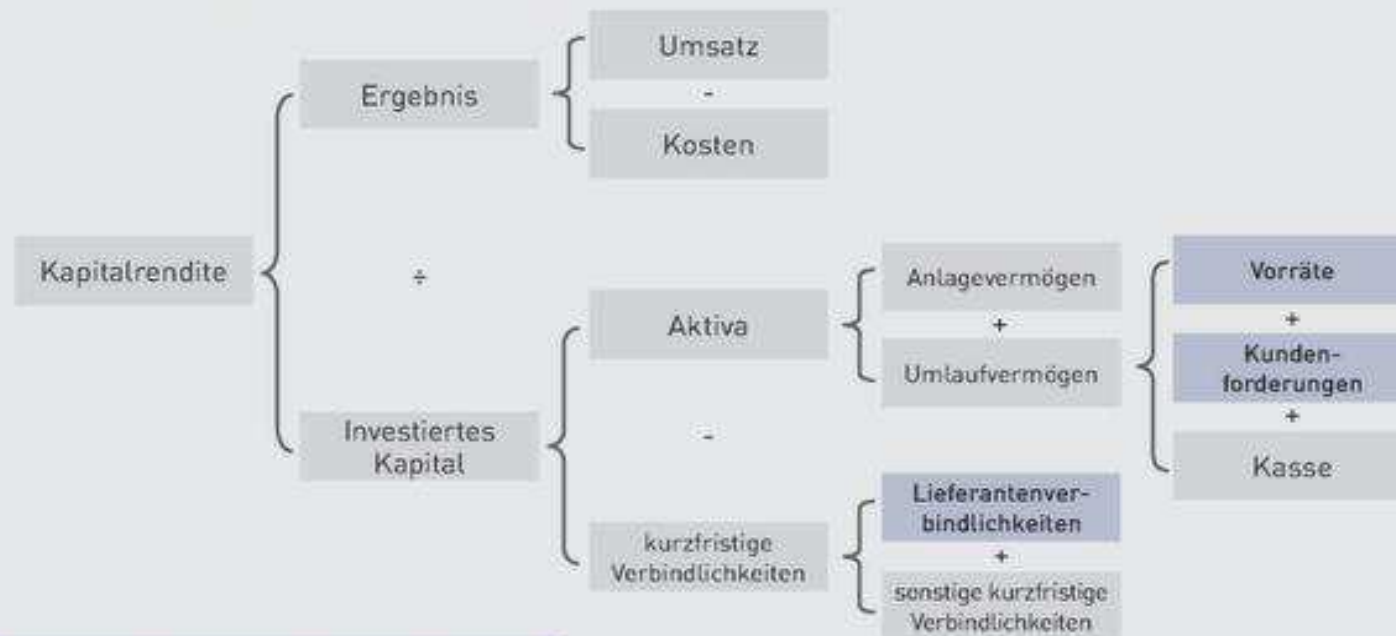 Umsatz
-
Ergebnis
Kosten
Kapitalrendite
÷
Aktiva
Anlagevermögen
+
Umlaufvermögen
Vorräte
+
Kunden-
forderungen
+
Kasse
Investiertes
Kapital
-
Lieferantenver-
bindlichkeiten
+
kurzfristige
Verbindlichkeiten
sonstige kurzfristige
Verbindlichkeiten